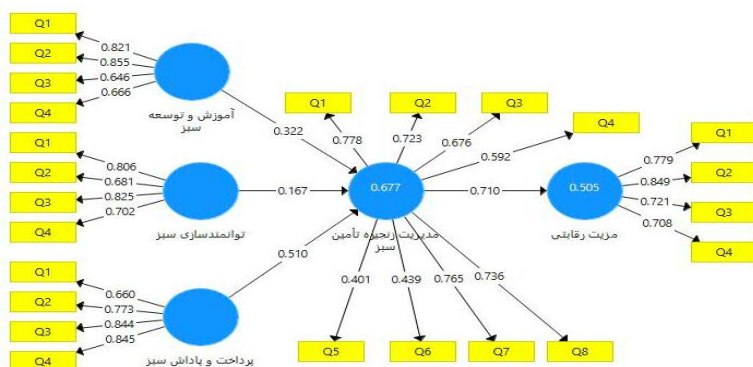 Q1
Q2
Q3
Q4
0.821
0.855
0.646
0.666
آموزش و توسعه
سبز
0.322
Q1
Q2
Q3
Q4
0.806
0.681
0.825
0.702
توانمندسازی سبز
0.167
Q1
Q2
Q3
Q4
0.660
0.773
0.844
0.845
پرداخت و پاداش سبز
0.510
Q1
Q2
Q3
Q4
0.778
0.723
0.676
0.592
0.677
مدیریت زنجیره تأمین
سبز
0.401
0.439
0.765
0.736
Q5
Q6
Q7
Q8
0.710
0.505
مزیت رقابتی
0.779
0.849
0.721
0.708
Q1
Q2
Q3
Q4